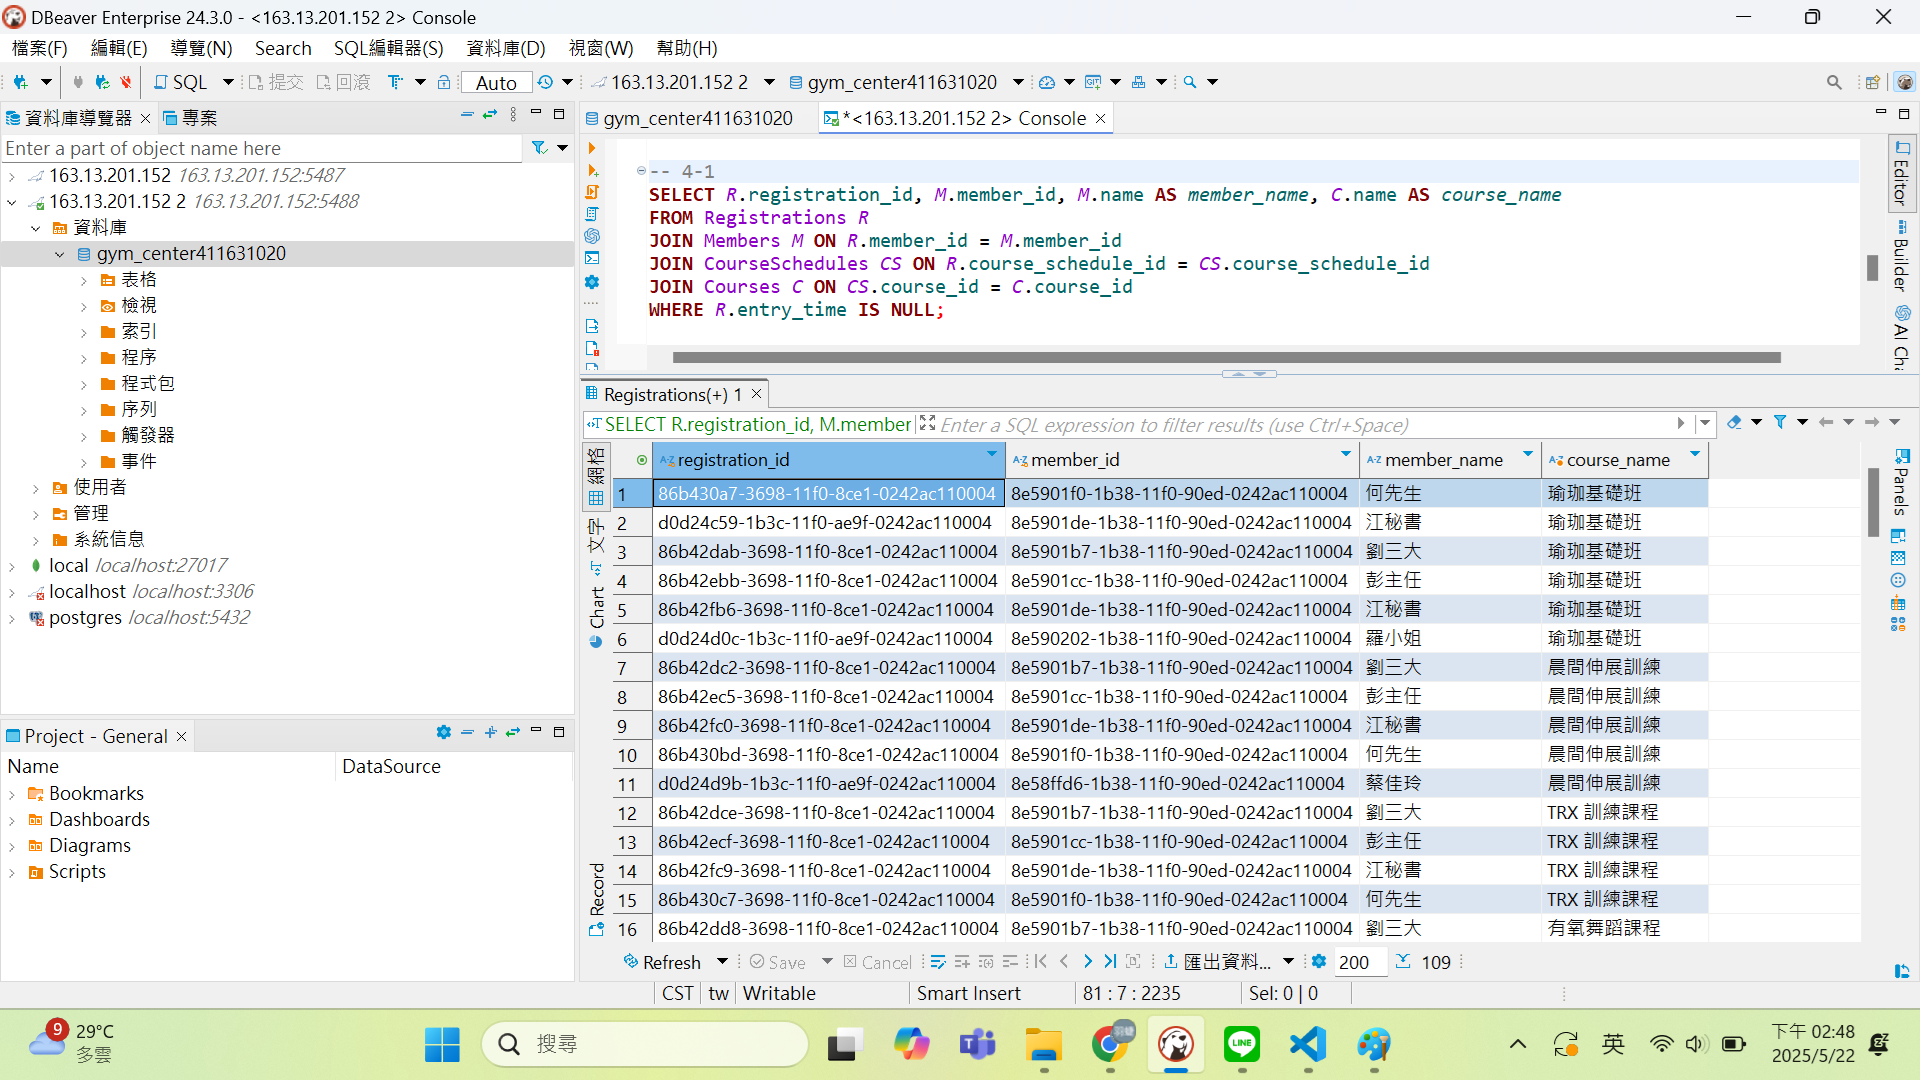 DBeaver Enterprise 24.3.0 - <163.13.201.152 2> Console
檔案(F) 編輯(E) 導覽(N) Search SQL編輯器(S) 資料庫(D) 視窗(W) 幫助(H)
SQL 提交 回滾 Auto 163.13.201.152 2 gym_center411631020
資料庫導覽器 專案
Enter a part of object name here
163.13.201.152 163.13.201.152:5487
163.13.201.152 2 163.13.201.152:5488
資料庫
gym_center411631020
表格
檢視
索引
程序
程式包
序列
觸發器
事件
使用者
管理
系統信息
local localhost:27017
localhost localhost:3306
postgres localhost:5432
Project - General
Name DataSource
Bookmarks
Dashboards
Diagrams
Scripts
gym_center411631020 *<163.13.201.152 2> Console
-- 4-1
SELECT R.registration_id, M.member_id, M.name AS member_name, C.name AS course_name
FROM Registrations R
JOIN Members M ON R.member_id = M.member_id
JOIN CourseSchedules CS ON R.course_schedule_id = CS.course_schedule_id
JOIN Courses C ON CS.course_id = C.course_id
WHERE R.entry_time IS NULL;
Editor
Builder
AI Cha
Registrations(+) 1
SELECT R.registration_id, M.member Enter a SQL expression to filter results (use Ctrl+Space)
網格
文字
Chart
Record
Panels
registration_id member_id member_name course_name
1 86b430a7-3698-11f0-8ce1-0242ac110004 8e5901f0-1b38-11f0-90ed-0242ac110004 何先生 瑜珈基礎班
2 d0d24c59-1b3c-11f0-ae9f-0242ac110004 8e5901de-1b38-11f0-90ed-0242ac110004 江秘書 瑜珈基礎班
3 86b42dab-3698-11f0-8ce1-0242ac110004 8e5901b7-1b38-11f0-90ed-0242ac110004 劉三大 瑜珈基礎班
4 86b42ebb-3698-11f0-8ce1-0242ac110004 8e5901cc-1b38-11f0-90ed-0242ac110004 彭主任 瑜珈基礎班
5 86b42fb6-3698-11f0-8ce1-0242ac110004 8e5901de-1b38-11f0-90ed-0242ac110004 江秘書 瑜珈基礎班
6 d0d24d0c-1b3c-11f0-ae9f-0242ac110004 8e590202-1b38-11f0-90ed-0242ac110004 羅小姐 瑜珈基礎班
7 86b42dc2-3698-11f0-8ce1-0242ac110004 8e5901b7-1b38-11f0-90ed-0242ac110004 劉三大 晨間伸展訓練
8 86b42ec5-3698-11f0-8ce1-0242ac110004 8e5901cc-1b38-11f0-90ed-0242ac110004 彭主任 晨間伸展訓練
9 86b42fc0-3698-11f0-8ce1-0242ac110004 8e5901de-1b38-11f0-90ed-0242ac110004 江秘書 晨間伸展訓練
10 86b430bd-3698-11f0-8ce1-0242ac110004 8e5901f0-1b38-11f0-90ed-0242ac110004 何先生 晨間伸展訓練
11 d0d24d9b-1b3c-11f0-ae9f-0242ac110004 8e58ffd6-1b38-11f0-90ed-0242ac110004 蔡佳玲 晨間伸展訓練
12 86b42dce-3698-11f0-8ce1-0242ac110004 8e5901b7-1b38-11f0-90ed-0242ac110004 劉三大 TRX 訓練課程
13 86b42ecf-3698-11f0-8ce1-0242ac110004 8e5901cc-1b38-11f0-90ed-0242ac110004 彭主任 TRX 訓練課程
14 86b42fc9-3698-11f0-8ce1-0242ac110004 8e5901de-1b38-11f0-90ed-0242ac110004 江秘書 TRX 訓練課程
15 86b430c7-3698-11f0-8ce1-0242ac110004 8e5901f0-1b38-11f0-90ed-0242ac110004 何先生 TRX 訓練課程
16 86b42dd8-3698-11f0-8ce1-0242ac110004 8e5901b7-1b38-11f0-90ed-0242ac110004 劉三大 有氧舞蹈課程
Refresh Save Cancel 匯出資料... 200 109
CST tw Writable Smart Insert 81 : 7 : 2235 Sel: 0 | 0
9 29°C
多雲
搜尋
英
下午 02:48
2025/5/22